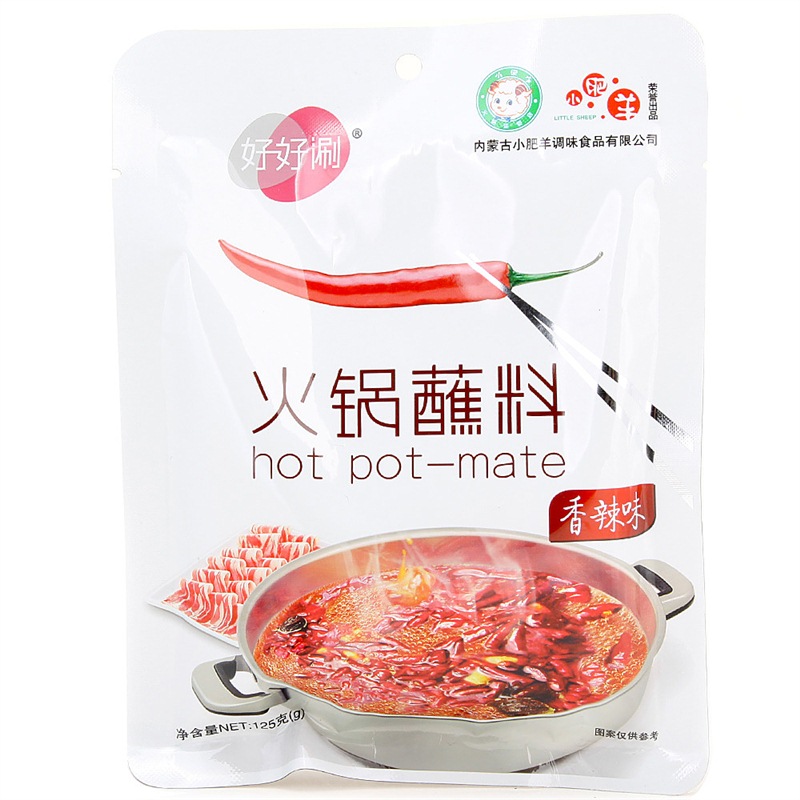 好好涮®
小肥羊
LITTLE SHEEP
荣誉出品
内蒙古小肥羊调味食品有限公司
火锅蘸料
hot pot-mate
香辣味
净含量NET:125克(g)
图案仅供参考